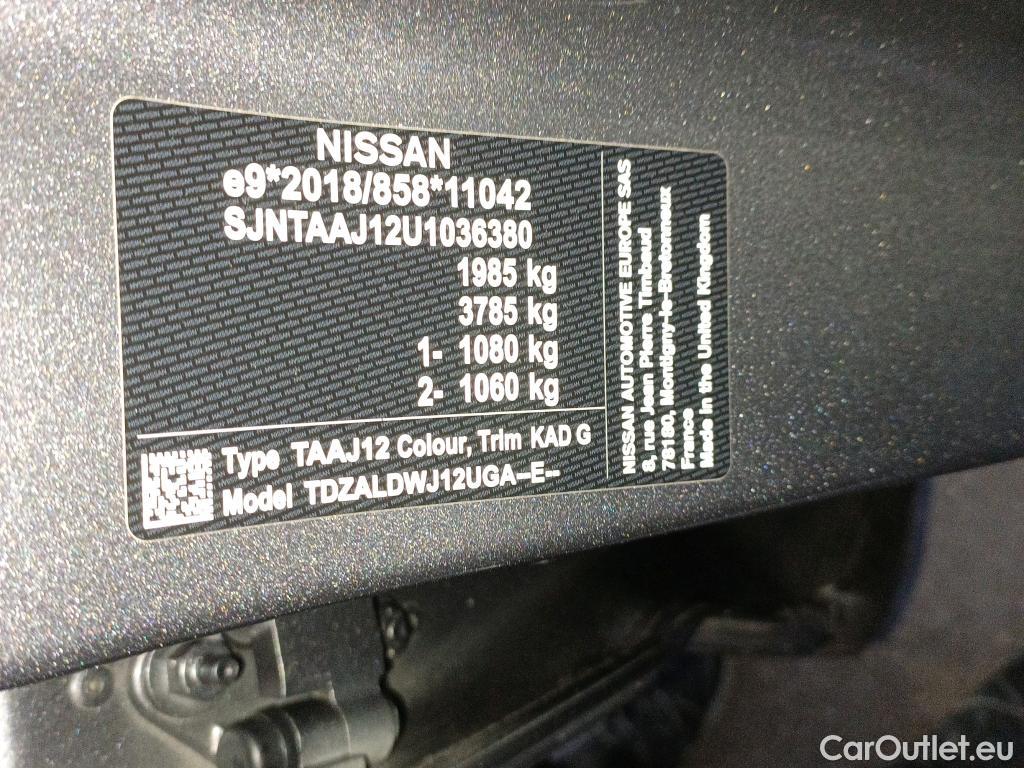 NISSAN
e9*2018/858*11042
SJNTAAJ12U1036380
1985 kg
3785 kg
1- 1080 kg
2- 1060 kg
Type TAAJ12 Colour, Trim KAD G
Model TDZALDWJ12UGA-E--
NISSAN AUTOMOTIVE EUROPE SAS
8, rue Jean Pierre Timbaud
78180, Montigny-le-Bretonneux
France
Made in the United Kingdom
CarOutlet.eu